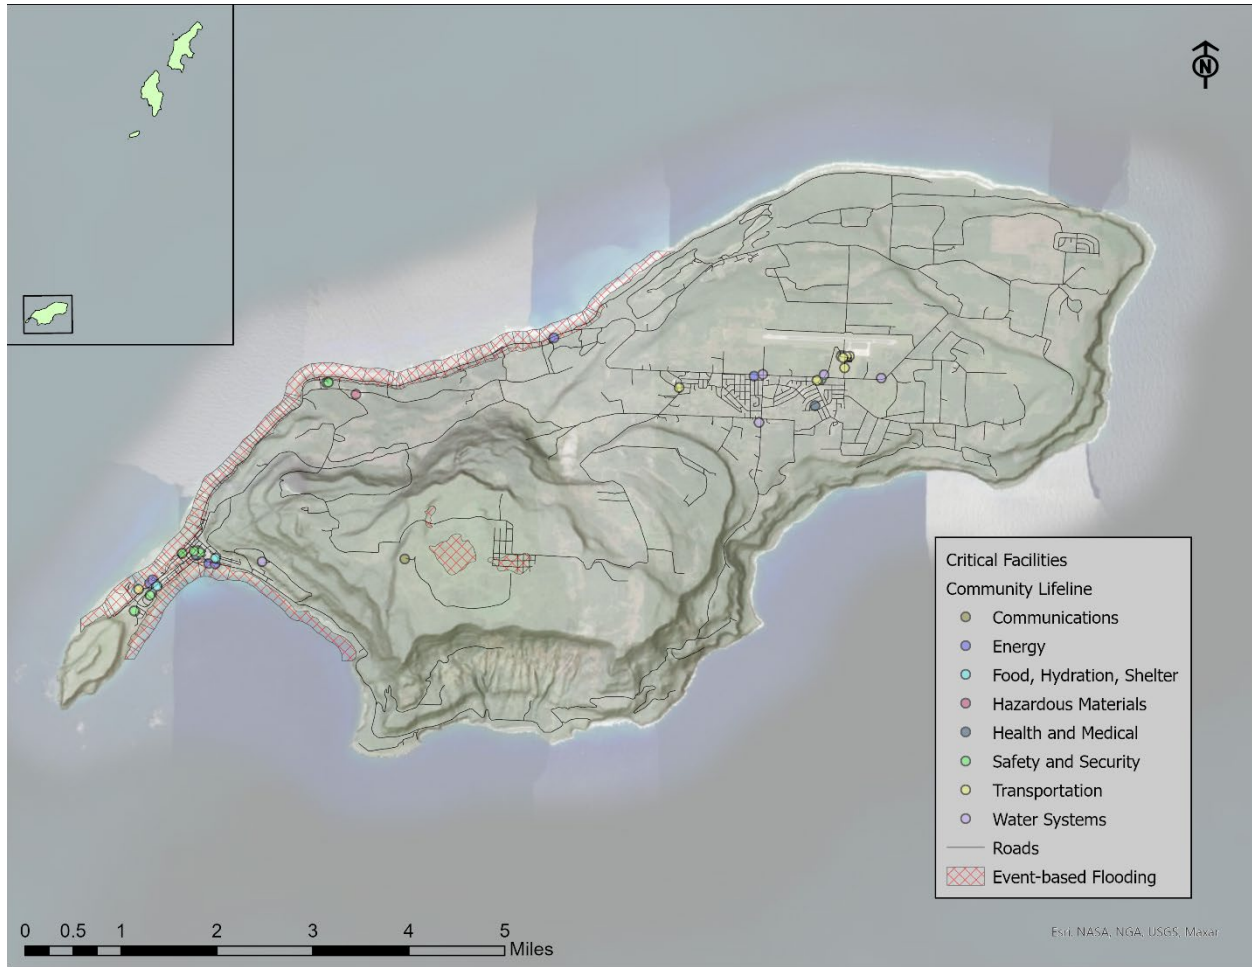 N
Critical Facilities
Community Lifeline
Communications
Energy
Food, Hydration, Shelter
Hazardous Materials
Health and Medical
Safety and Security
Transportation
Water Systems
Roads
Event-based Flooding
0 0.5 1 2 3 4 5
Miles
Esri, NASA, NGA, USGS, Maxar